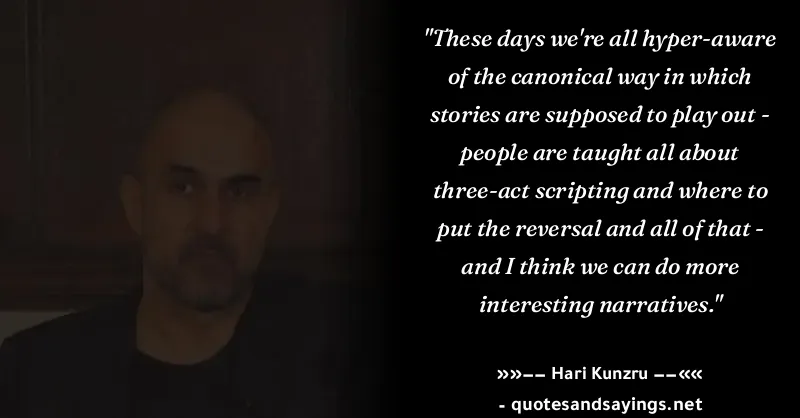 "These days we're all hyper-aware
of the canonical way in which
stories are supposed to play out -
people are taught all about
three-act scripting and where to
put the reversal and all of that -
and I think we can do more
interesting narratives."
»»−− Hari Kunzru −−««
- quotesandsayings.net